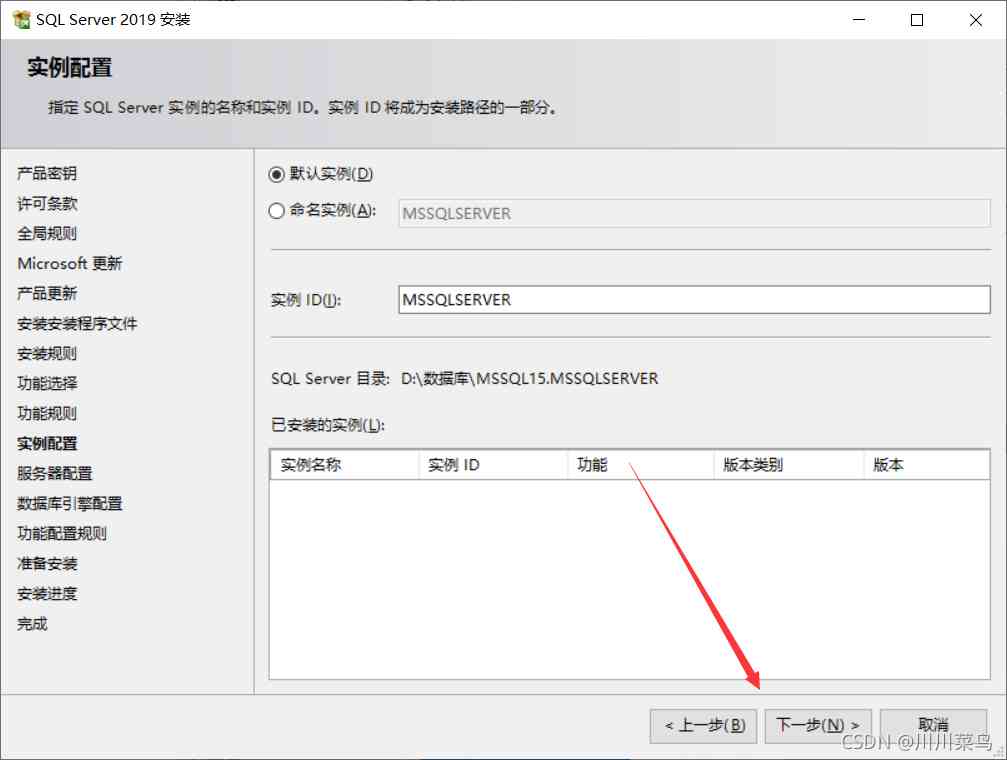 SQL Server 2019 安装
实例配置
指定 SQL Server 实例的名称和实例 ID。实例 ID 将成为安装路径的一部分。
产品密钥
许可条款
全局规则
Microsoft 更新
产品更新
安装安装程序文件
安装规则
功能选择
功能规则
实例配置
服务器配置
数据库引擎配置
功能配置规则
准备安装
安装进度
完成
默认实例(D)
命名实例(A): MSSQLSERVER
实例 ID(I): MSSQLSERVER
SQL Server 目录: D:\数据库\MSSQL15.MSSQLSERVER
已安装的实例(L):
实例名称 实例 ID 功能 版本类别 版本
< 上一步(B) 下一步(N) > 取消
CSDN @川川菜鸟